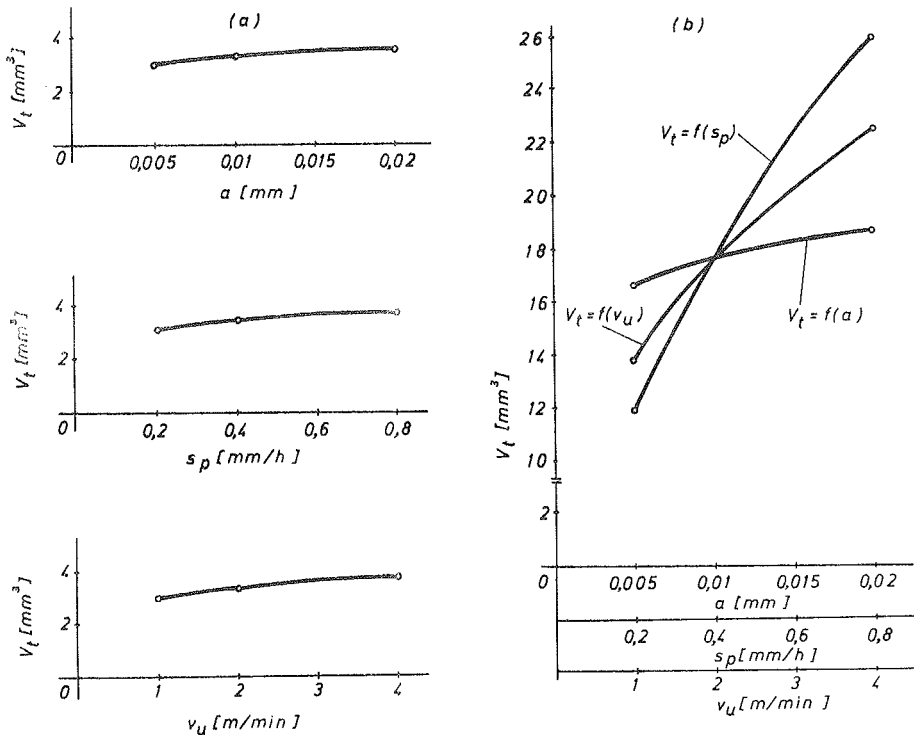 (a)
V_t [mm³]
4
2
0
0,005 0,01 0,015 0,02
a [mm]
V_t [mm³]
4
2
0
0,2 0,4 0,6 0,8
s_p [mm/h]
V_t [mm³]
4
2
0
1 2 3 4
v_u [m/min]
(b)
26
24
22
20
18
16
14
12
10
2
0
V_t [mm³]
V_t = f(s_p)
V_t = f(v_u)
V_t = f(a)
0,005 0,01 0,015 0,02
a [mm]
0,2 0,4 0,6 0,8
s_p [mm/h]
1 2 3 4
v_u [m/min]